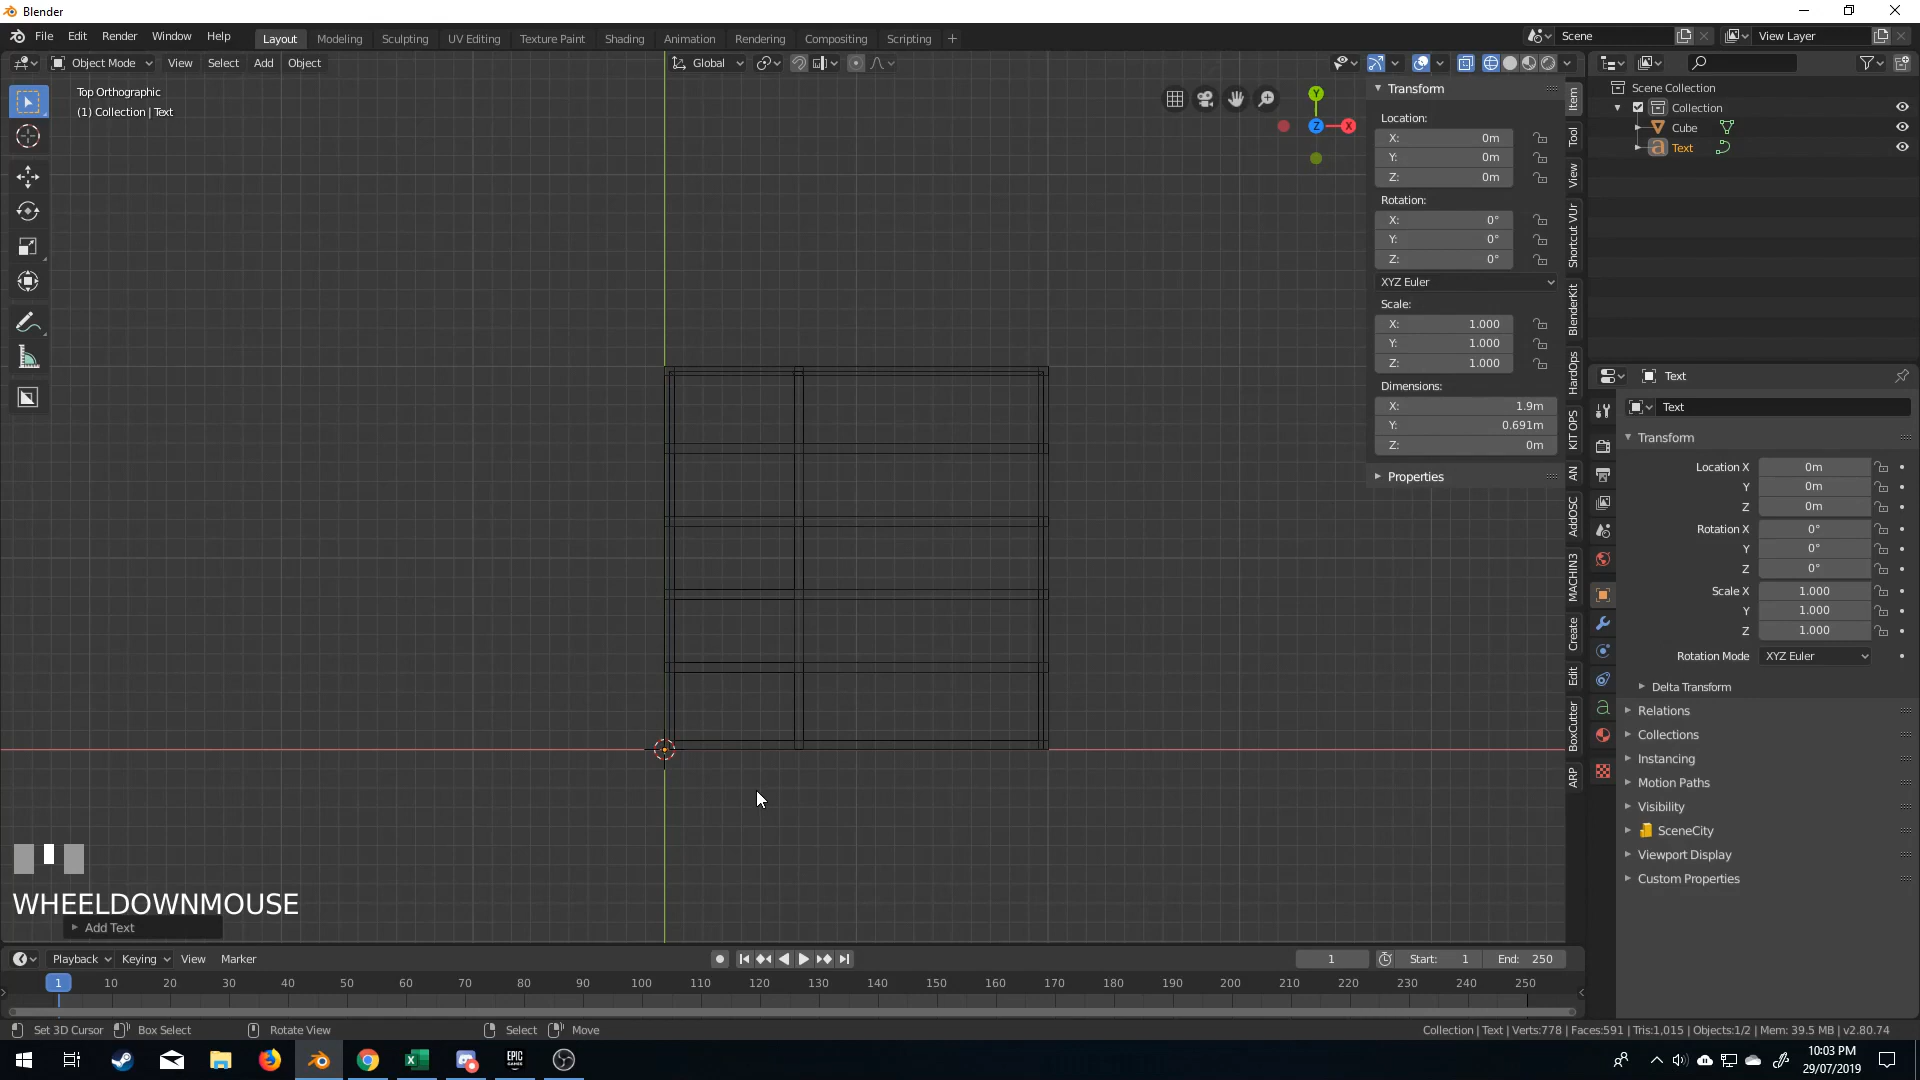 Blender
File Edit Render Window Help
Layout Modeling Sculpting UV Editing Texture Paint Shading Animation Rendering Compositing Scripting +
Scene
View Layer
Object Mode View Select Add Object
Global
Top Orthographic
(1) Collection | Text
Y
Z
X
Transform
Location:
X: 0m
Y: 0m
Z: 0m
Rotation:
X: 0°
Y: 0°
Z: 0°
XYZ Euler
Scale:
X: 1.000
Y: 1.000
Z: 1.000
Dimensions:
X: 1.9m
Y: 0.691m
Z: 0m
Properties
Item
Tool
View
Shortcut VUr
BlenderKit
HardOps
KIT OPS
AN
AddOSC
MACHIN3
Create
Edit
BoxCutter
ARP
Scene Collection
Collection
Cube
Text
Text
Text
Transform
Location X 0m
Y 0m
Z 0m
Rotation X 0°
Y 0°
Z 0°
Scale X 1.000
Y 1.000
Z 1.000
Rotation Mode XYZ Euler
Delta Transform
Relations
Collections
Instancing
Motion Paths
Visibility
SceneCity
Viewport Display
Custom Properties
WHEELDOWNMOUSE
Add Text
Playback Keying View Marker
1 Start: 1 End: 250
1 10 20 30 40 50 60 70 80 90 100 110 120 130 140 150 160 170 180 190 200 210 220 230 240 250
Set 3D Cursor Box Select Rotate View Select Move
Collection | Text | Verts:778 | Faces:591 | Tris:1,015 | Objects:1/2 | Mem: 39.5 MB | v2.80.74
EPIC GAMES
10:03 PM
29/07/2019